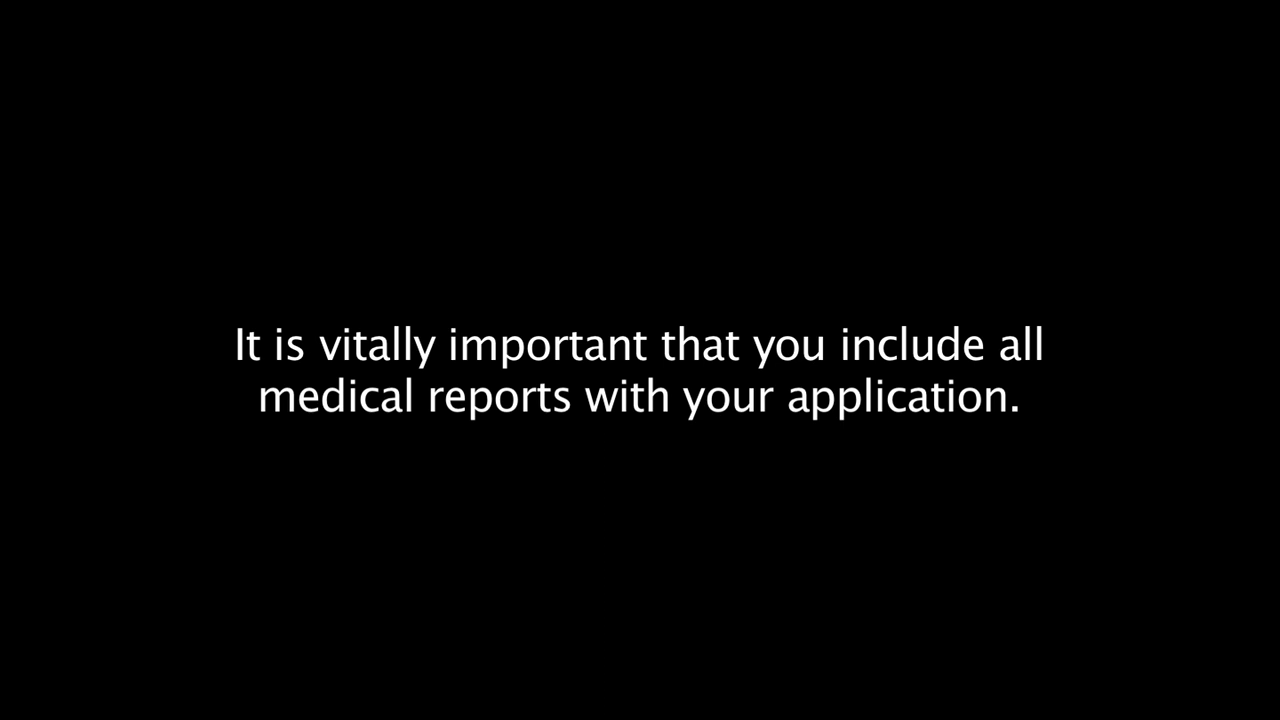 It is vitally important that you include all
medical reports with your application.